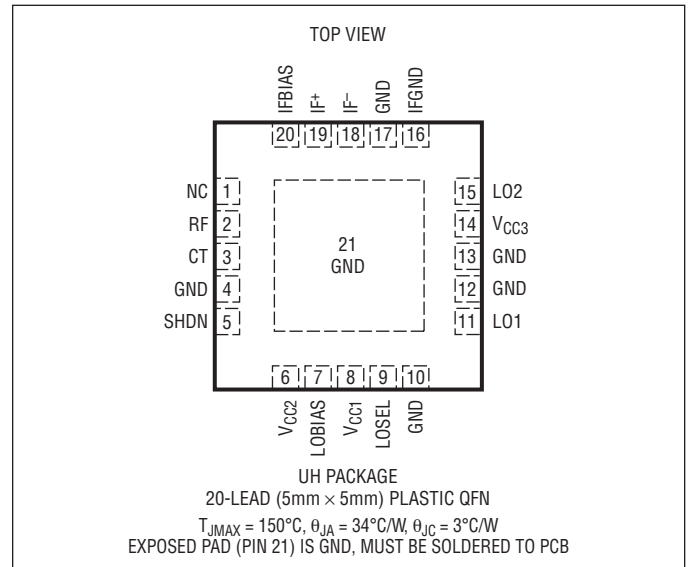 TOP VIEW
IFBIAS
IF+
IF–
GND
IFGND
20 19 18 17 16
NC 1
RF 2
CT 3
GND 4
SHDN 5
21
GND
15 LO2
14 VCC3
13 GND
12 GND
11 LO1
6 7 8 9 10
VCC2
LOBIAS
VCC1
LOSEL
GND
UH PACKAGE
20-LEAD (5mm × 5mm) PLASTIC QFN
TJMAX = 150°C, θJA = 34°C/W, θJC = 3°C/W
EXPOSED PAD (PIN 21) IS GND, MUST BE SOLDERED TO PCB